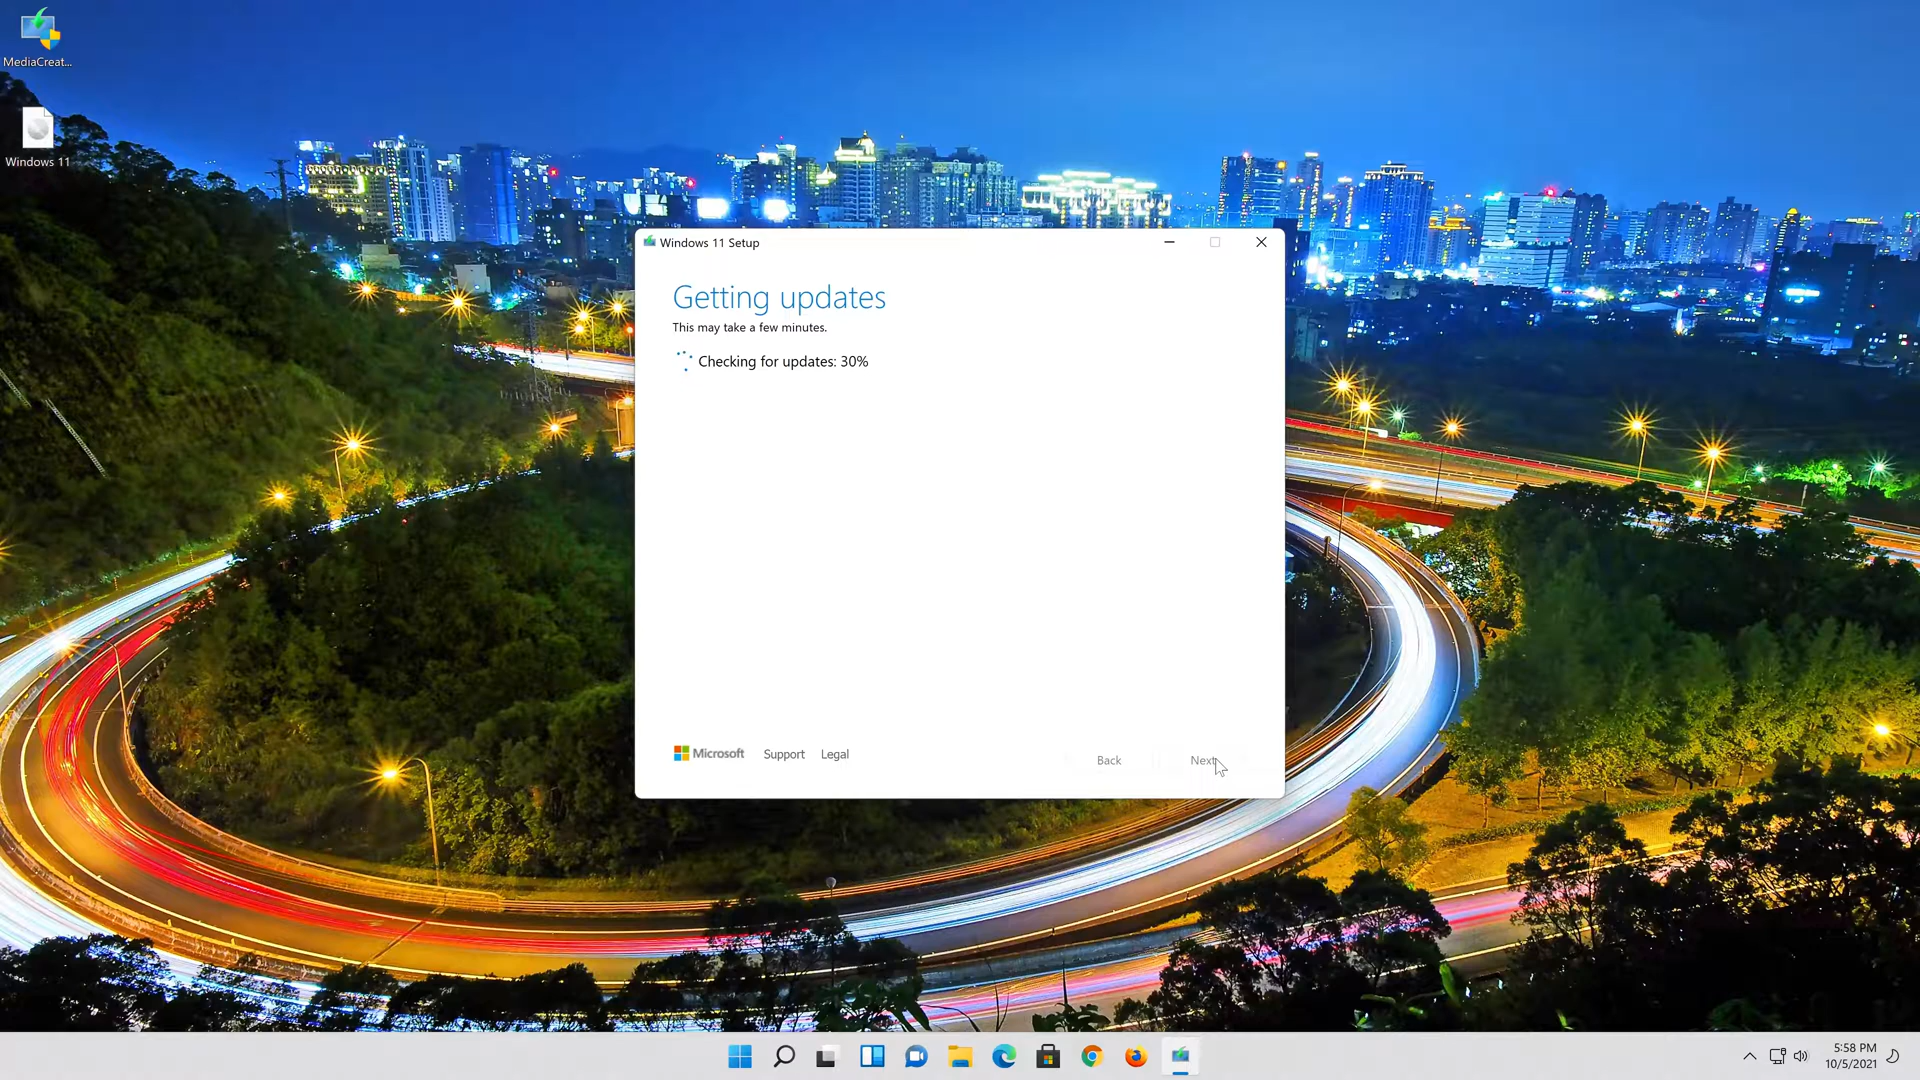 MediaCreat...
Windows 11
Windows 11 Setup
Getting updates
This may take a few minutes.
Checking for updates: 30%
Microsoft
Support
Legal
Back
Next
5:58 PM
10/5/2021